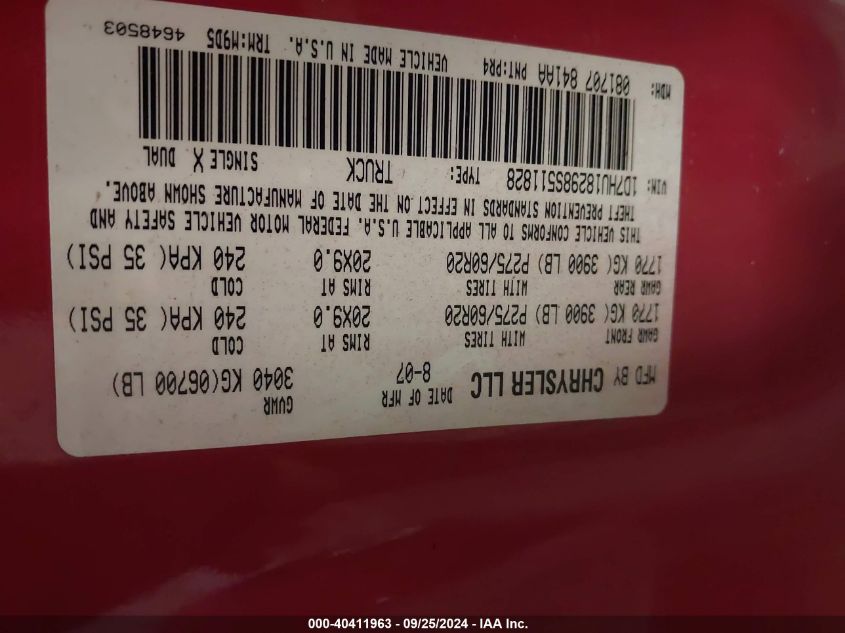 MFD BY CHRYSLER LLC DATE OF MFR 8-07 GVWR 3040 KG(06700 LB)
GAWR FRONT WITH TIRES RIMS AT COLD
1770 KG( 3900 LB) P275/60R20 20X9.0 240 KPA( 35 PSI)
GAWR REAR WITH TIRES RIMS AT COLD
1770 KG( 3900 LB) P275/60R20 20X9.0 240 KPA( 35 PSI)
THIS VEHICLE CONFORMS TO ALL APPLICABLE U.S.A. FEDERAL MOTOR VEHICLE SAFETY AND
THEFT PREVENTION STANDARDS IN EFFECT ON THE DATE OF MANUFACTURE SHOWN ABOVE.
VIN: 1D7HU18298S511828 TYPE: TRUCK SINGLE X DUAL
MDH: 081707 841AA PNT:PR4 VEHICLE MADE IN U.S.A. TRM:M9D5 4648503
000-40411963 - 09/25/2024 - IAA Inc.